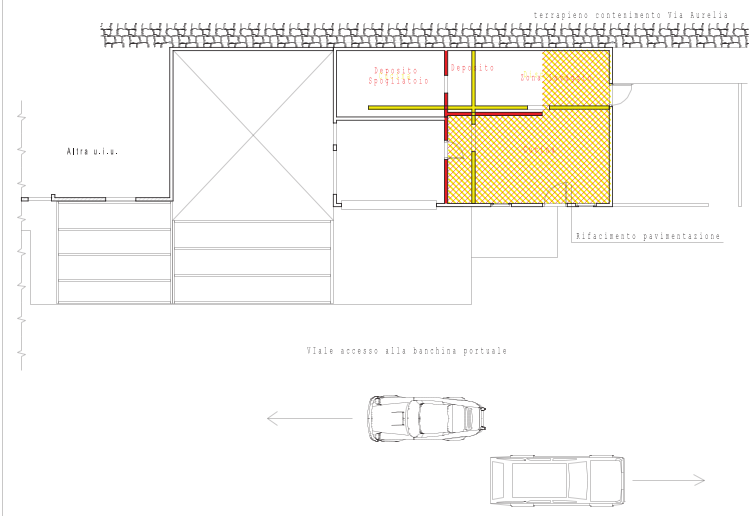 terrapieno contenimento Via Aurelia
Deposito
Spogliatoio
Deposito
Zona lavaggio
Cucina
Altra u.i.u.
Rifacimento pavimentazione
VIale accesso alla banchina portuale